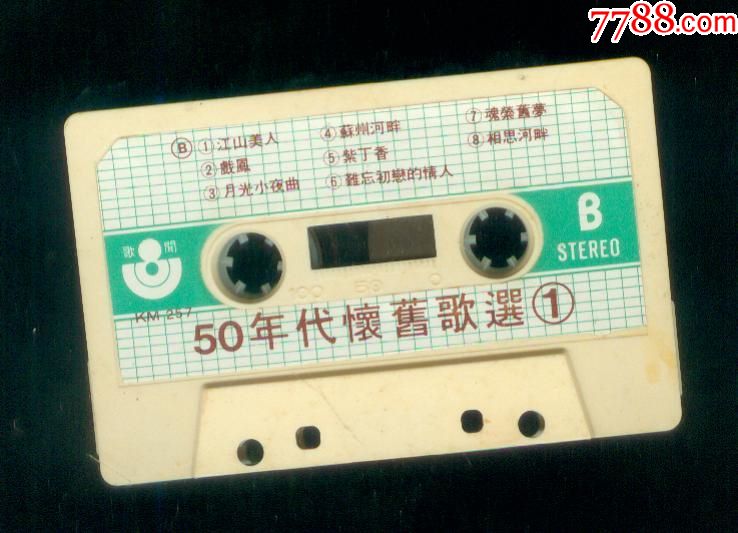 7788.com
Ⓑ ①江山美人
②戲鳳
③月光小夜曲
④蘇州河畔
⑤紫丁香
⑥難忘初戀的情人
⑦魂縈舊夢
⑧相思河畔
歌聞
KM-257
B
STEREO
100 50 0
50年代懷舊歌選①